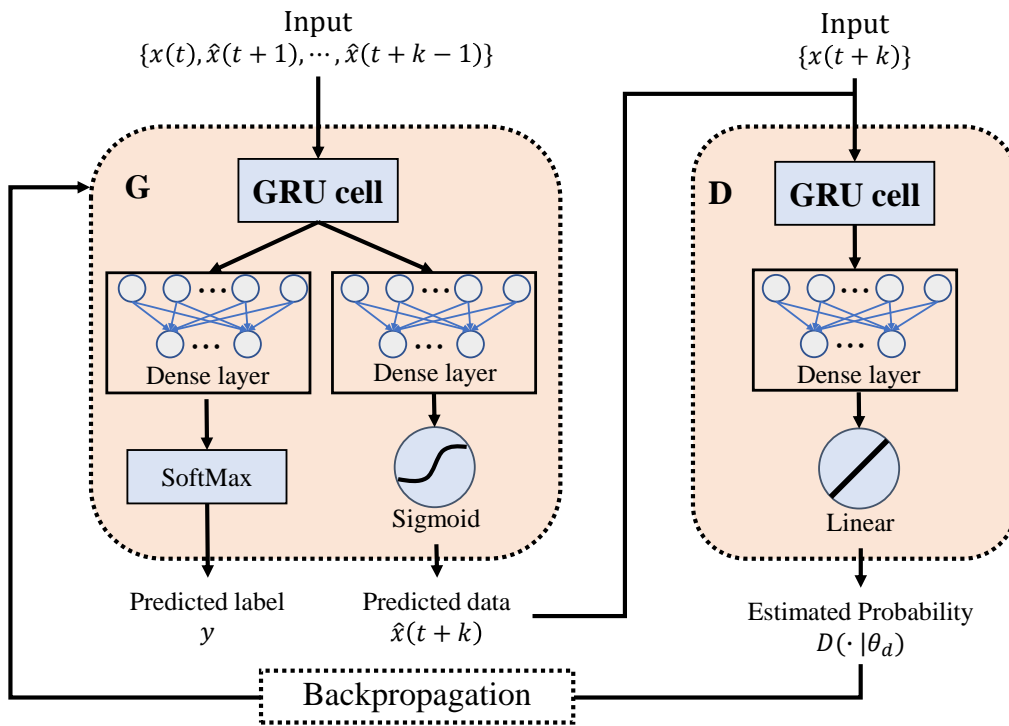 Input
{x(t), x̂(t + 1), ⋯, x̂(t + k − 1)}
G
GRU cell
Dense layer
Dense layer
SoftMax
Sigmoid
Predicted label
y
Predicted data
x̂(t + k)
Input
{x(t + k)}
D
GRU cell
Dense layer
Linear
Estimated Probability
D(· |θ_d)
Backpropagation